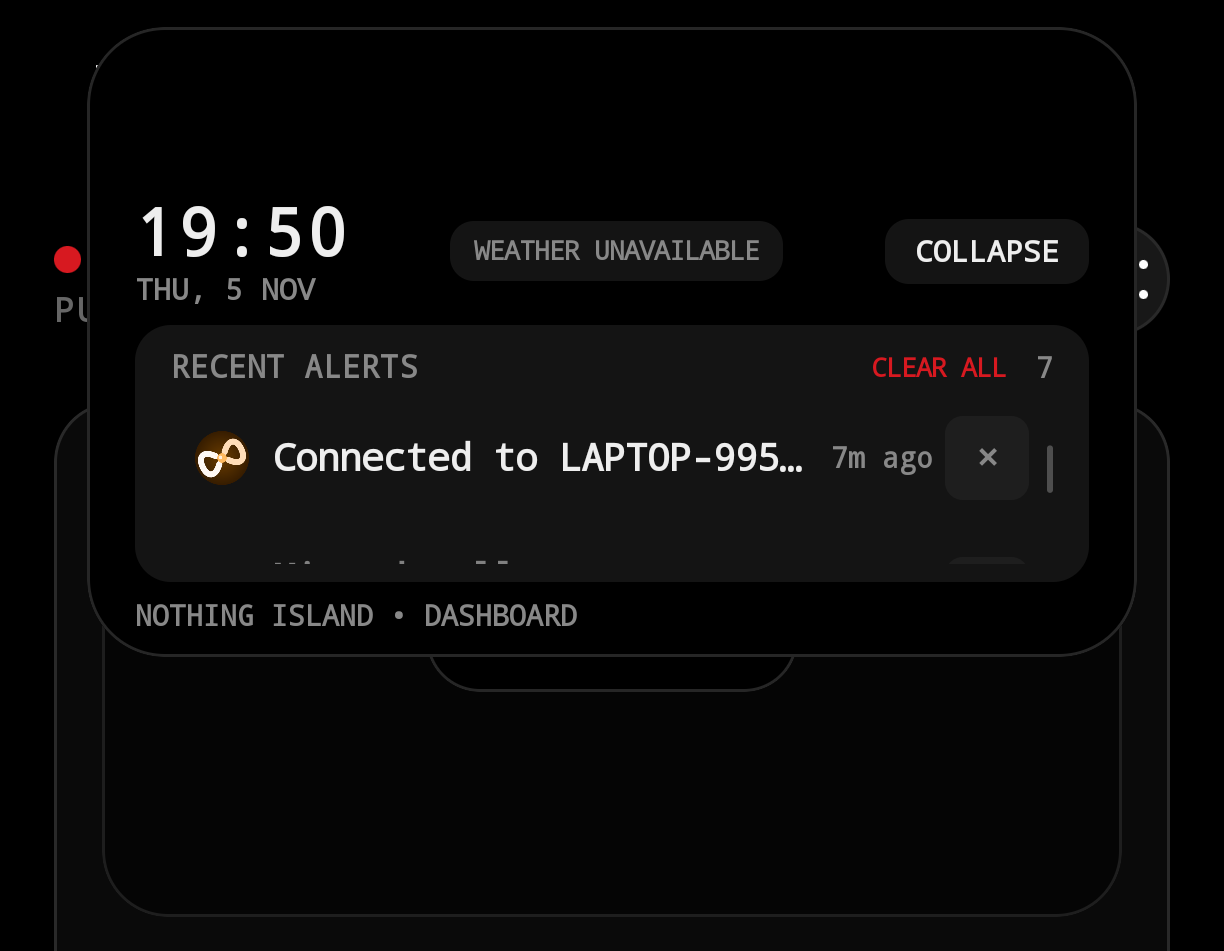 19:50
THU, 5 NOV
WEATHER UNAVAILABLE
COLLAPSE
RECENT ALERTS
CLEAR ALL 7
Connected to LAPTOP-995… 7m ago ×
NOTHING ISLAND • DASHBOARD